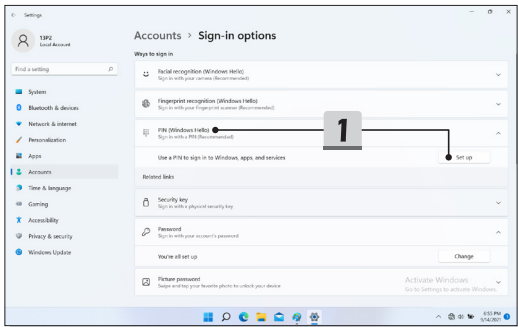 Settings
13P2
Local Account
Find a setting
System
Bluetooth & devices
Network & internet
Personalization
Apps
Accounts
Time & language
Gaming
Accessibility
Privacy & security
Windows Update
Accounts > Sign-in options
Ways to sign in
Facial recognition (Windows Hello)
Sign in with your camera (Recommended)
Fingerprint recognition (Windows Hello)
Sign in with your fingerprint scanner (Recommended)
PIN (Windows Hello)
Sign in with a PIN (Recommended)
1
Use a PIN to sign in to Windows, apps, and services
Set up
Related links
Security key
Sign in with a physical security key
Password
Sign in with your account's password
You're all set up
Change
Picture password
Swipe and tap your favorite photo to unlock your device
Activate Windows
Go to Settings to activate Windows.
6:55 PM
9/14/2021